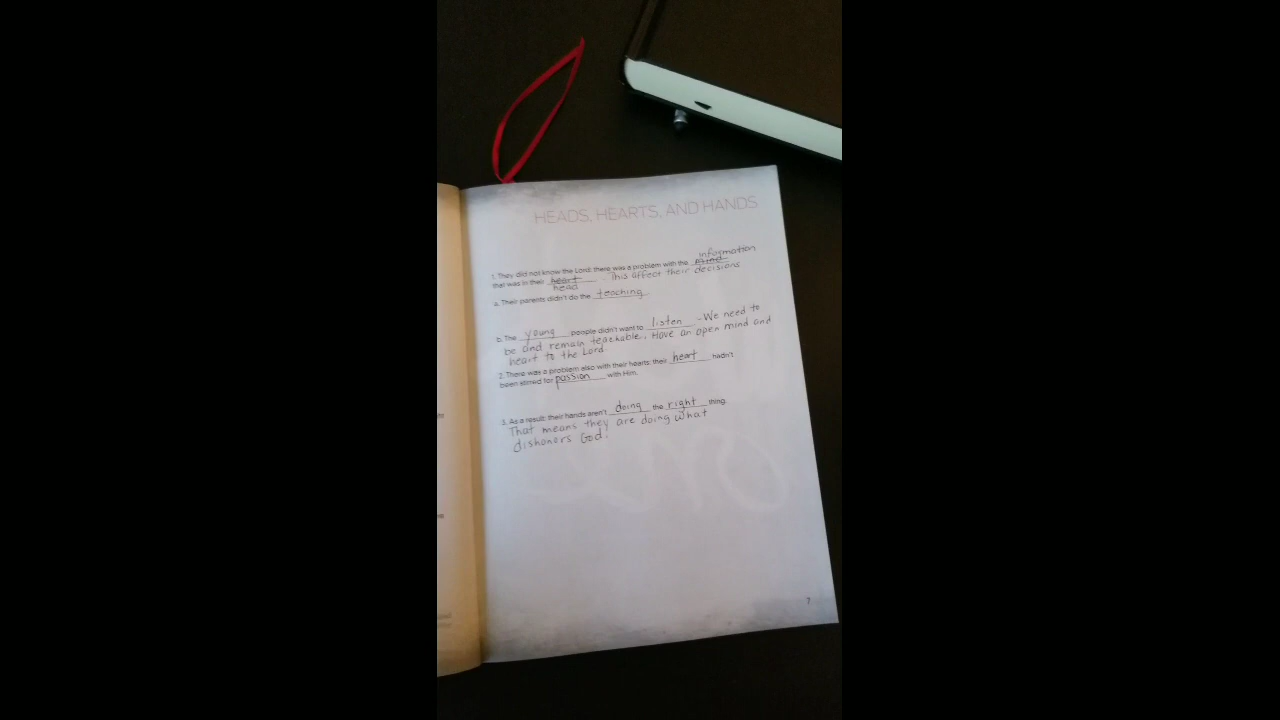 HEADS, HEARTS, AND HANDS
information
1. They did not know the Lord: there was a problem with the mind
that was in their heart. This affect their decisions
head
a. Their parents didn't do the teaching
b. The young people didn't want to listen - We need to
be and remain teachable. Have an open mind and
heart to the Lord.
2. There was a problem also with their hearts: their heart hadn't
been stirred for passion with Him.
3. As a result: their hands aren't doing the right thing.
That means they are doing what
dishonors God.
7